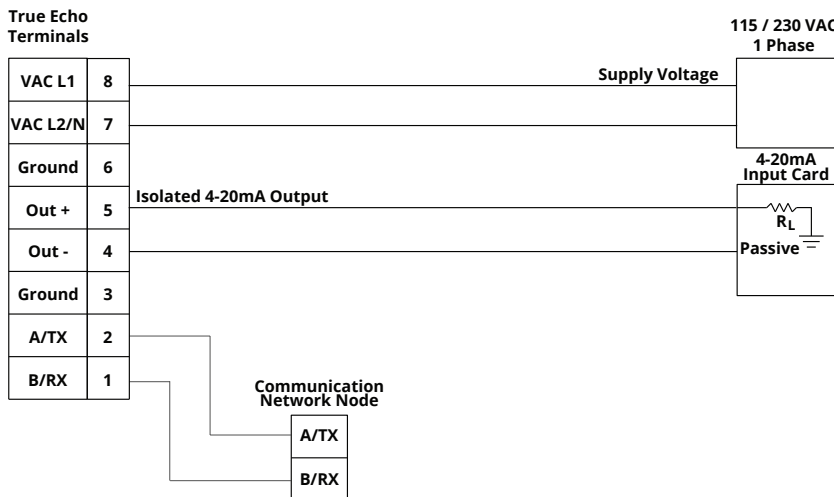 True Echo
Terminals
115 / 230 VAC
1 Phase
VAC L1 8
Supply Voltage
VAC L2/N 7
Ground 6
4-20mA
Input Card
Isolated 4-20mA Output
Out + 5
RL
Out - 4
Passive
Ground 3
A/TX 2
B/RX 1
Communication
Network Node
A/TX
B/RX